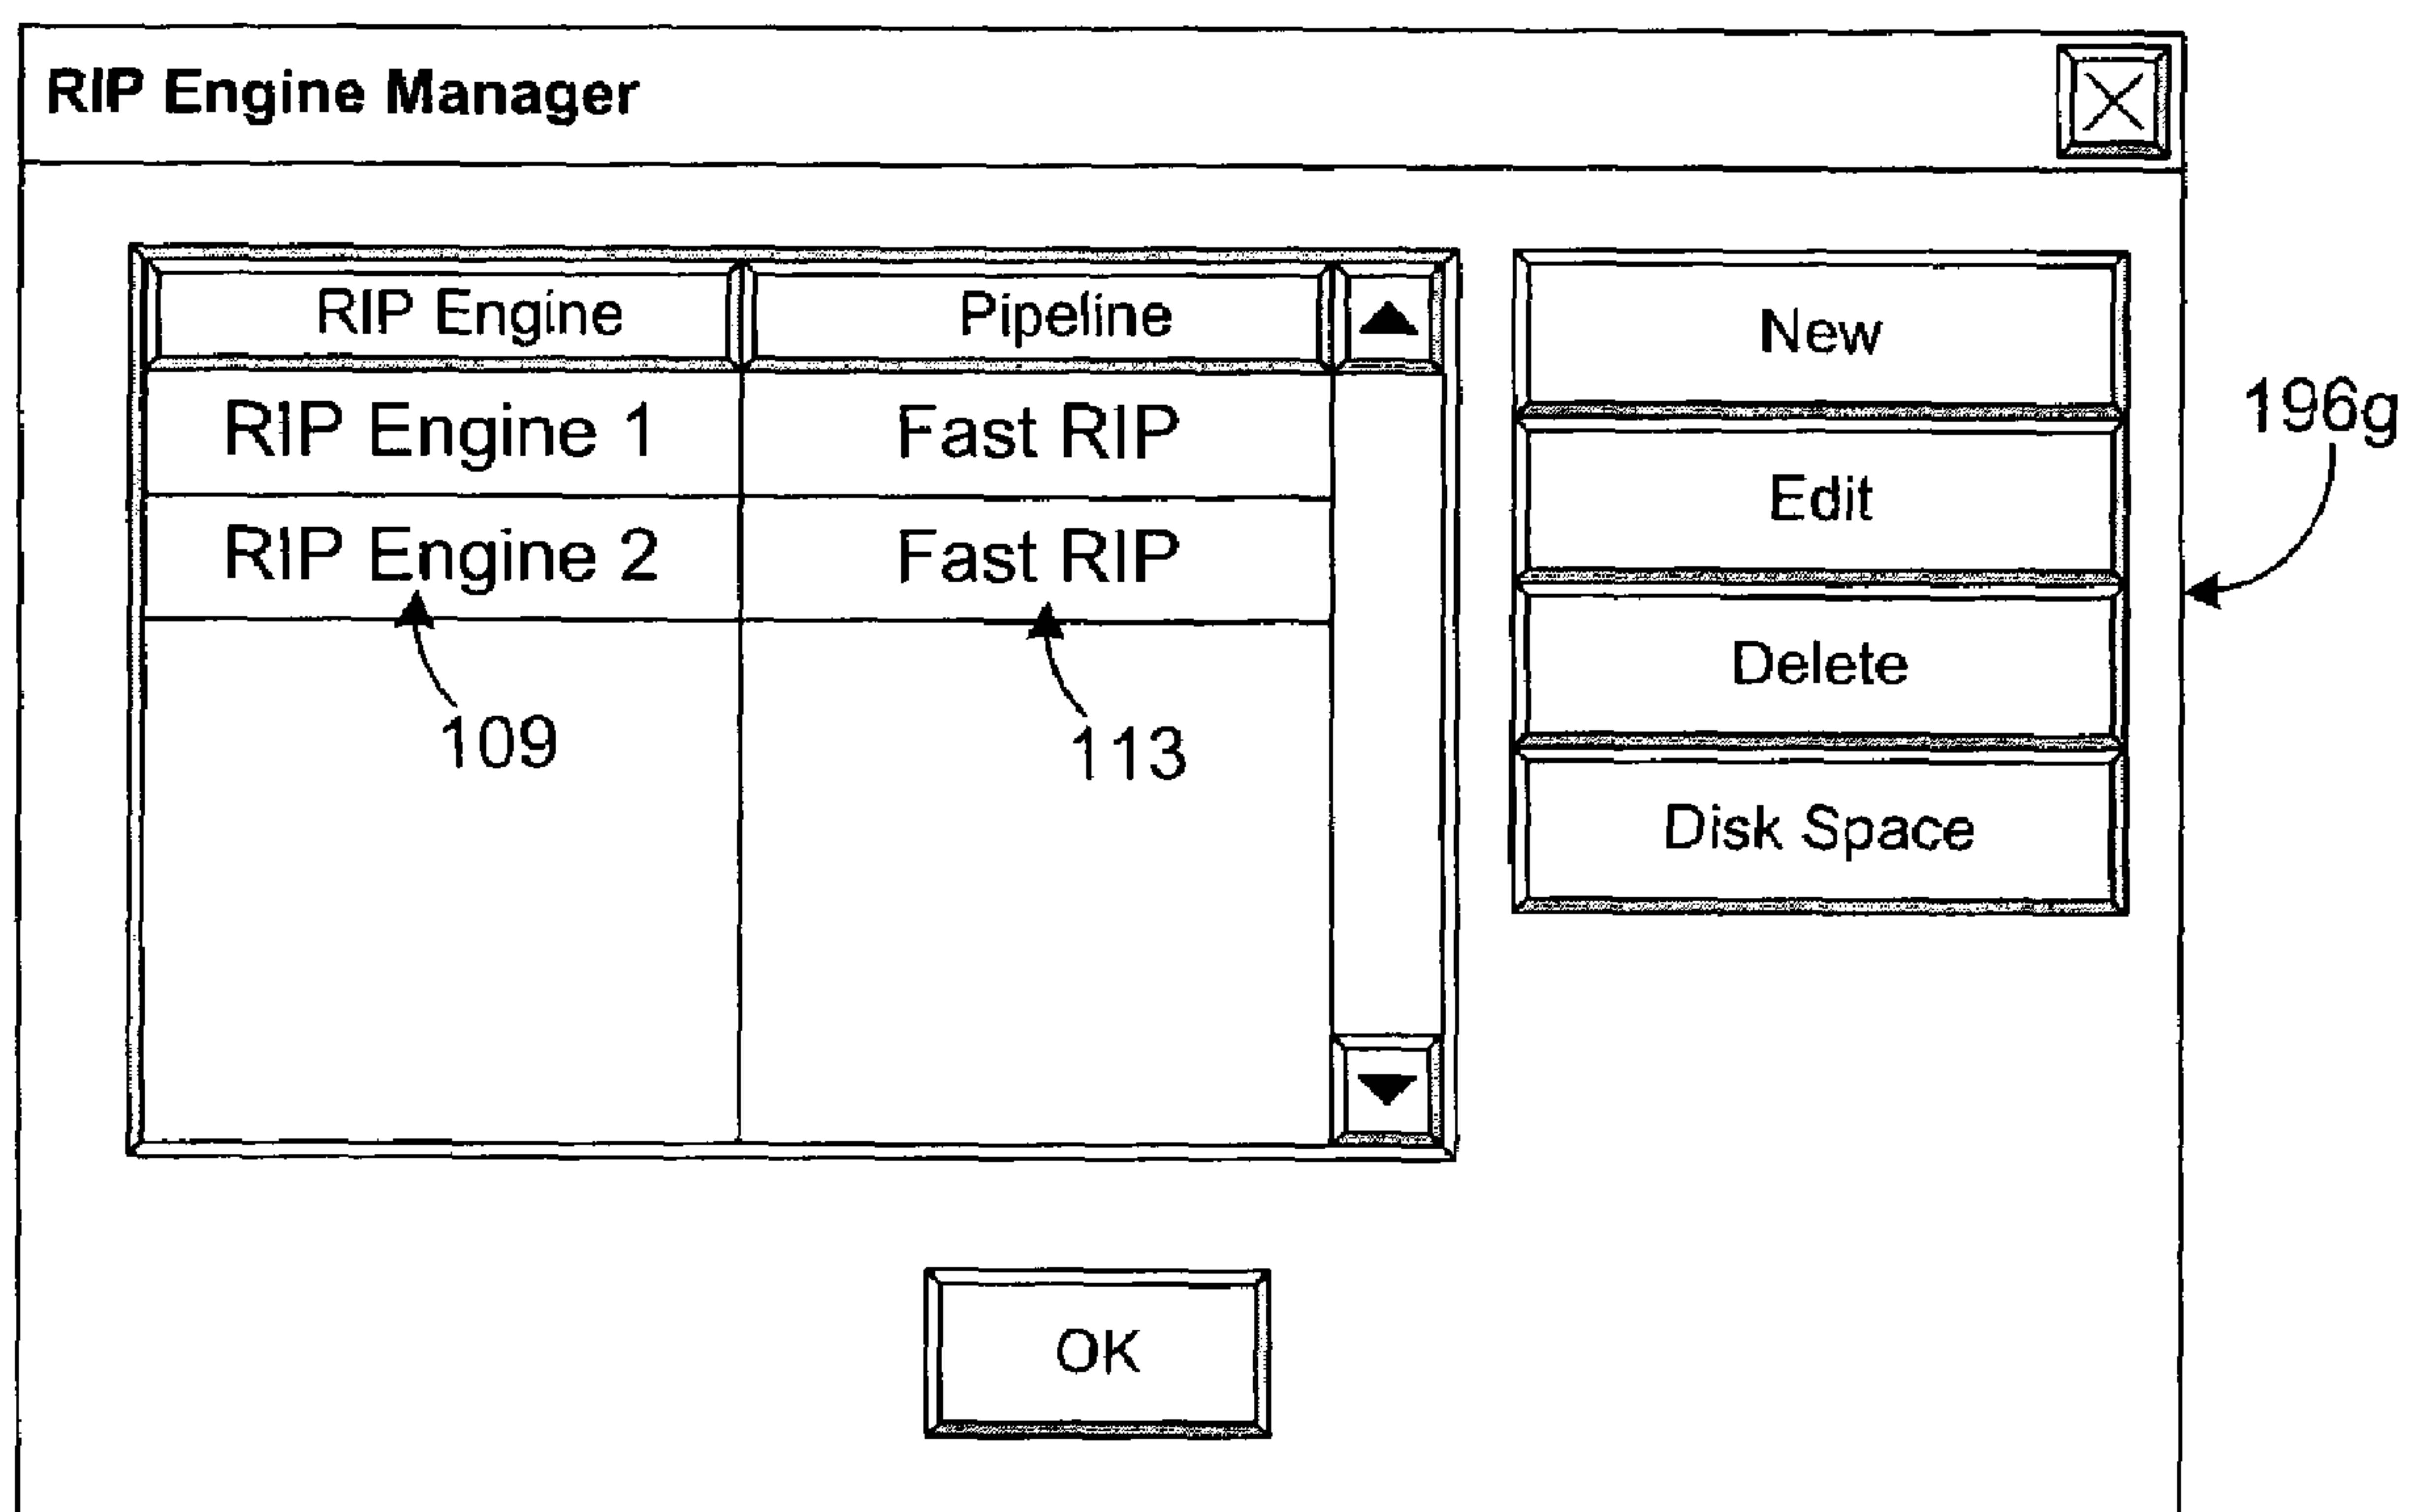 RIP Engine Manager
RIP Engine
Pipeline
RIP Engine 1
Fast RIP
RIP Engine 2
Fast RIP
109
113
New
Edit
Delete
Disk Space
196g
OK